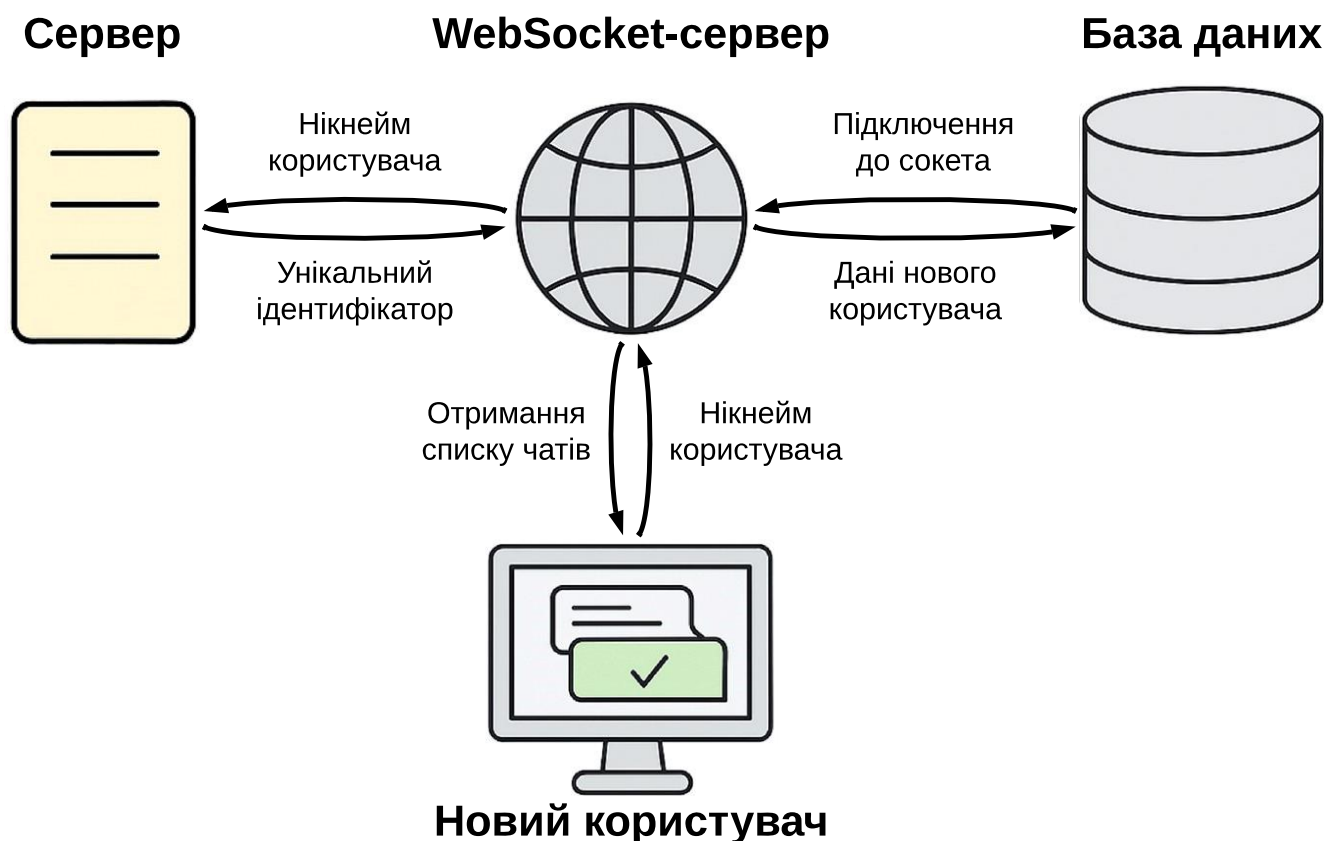 Сервер
WebSocket-сервер
База даних
Нікнейм
користувача
Підключення
до сокета
Унікальний
ідентифікатор
Дані нового
користувача
Отримання
списку чатів
Нікнейм
користувача
Новий користувач